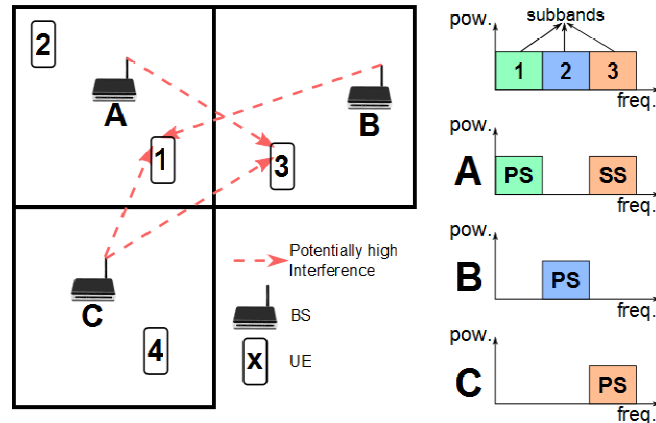 2
A
B
1
3
C
4
Potentially high
Interference
BS
X
UE
pow.
subbands
1 2 3
freq.
pow.
A
PS SS
freq.
pow.
B
PS
freq.
pow.
C
PS
freq.